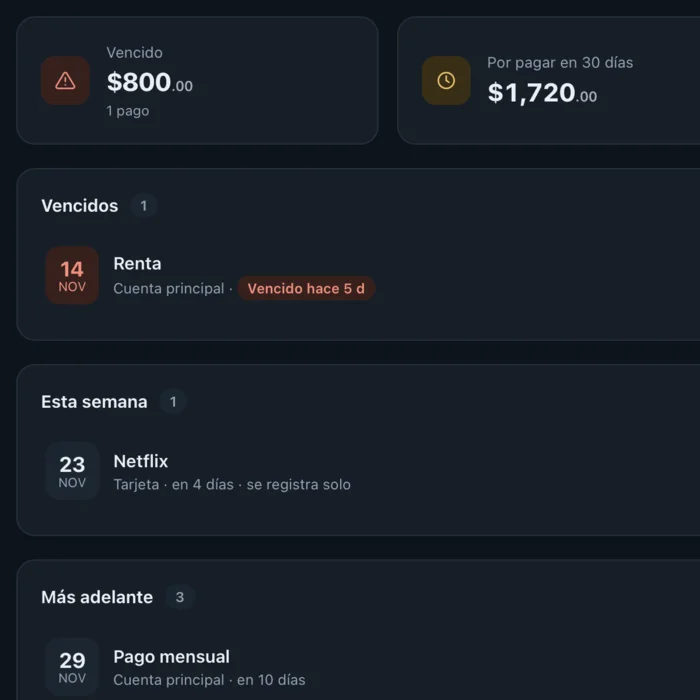 Vencido
$800.00
1 pago
Por pagar en 30 días
$1,720.00
Vencidos 1
14
NOV
Renta
Cuenta principal · Vencido hace 5 d
Esta semana 1
23
NOV
Netflix
Tarjeta · en 4 días · se registra solo
Más adelante 3
29
NOV
Pago mensual
Cuenta principal · en 10 días